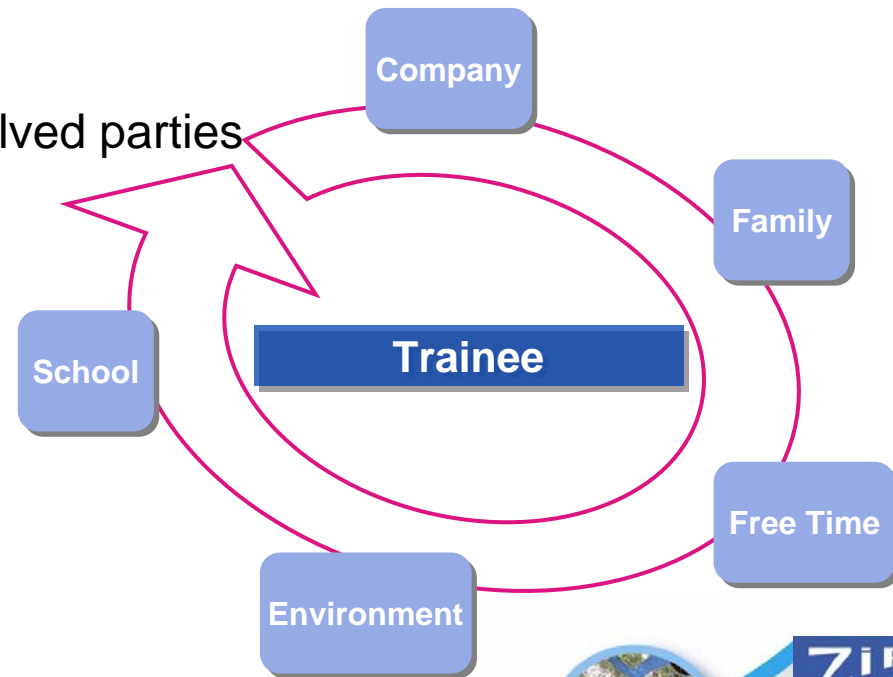 Company
lved parties
Family
School
Trainee
Free Time
Environment